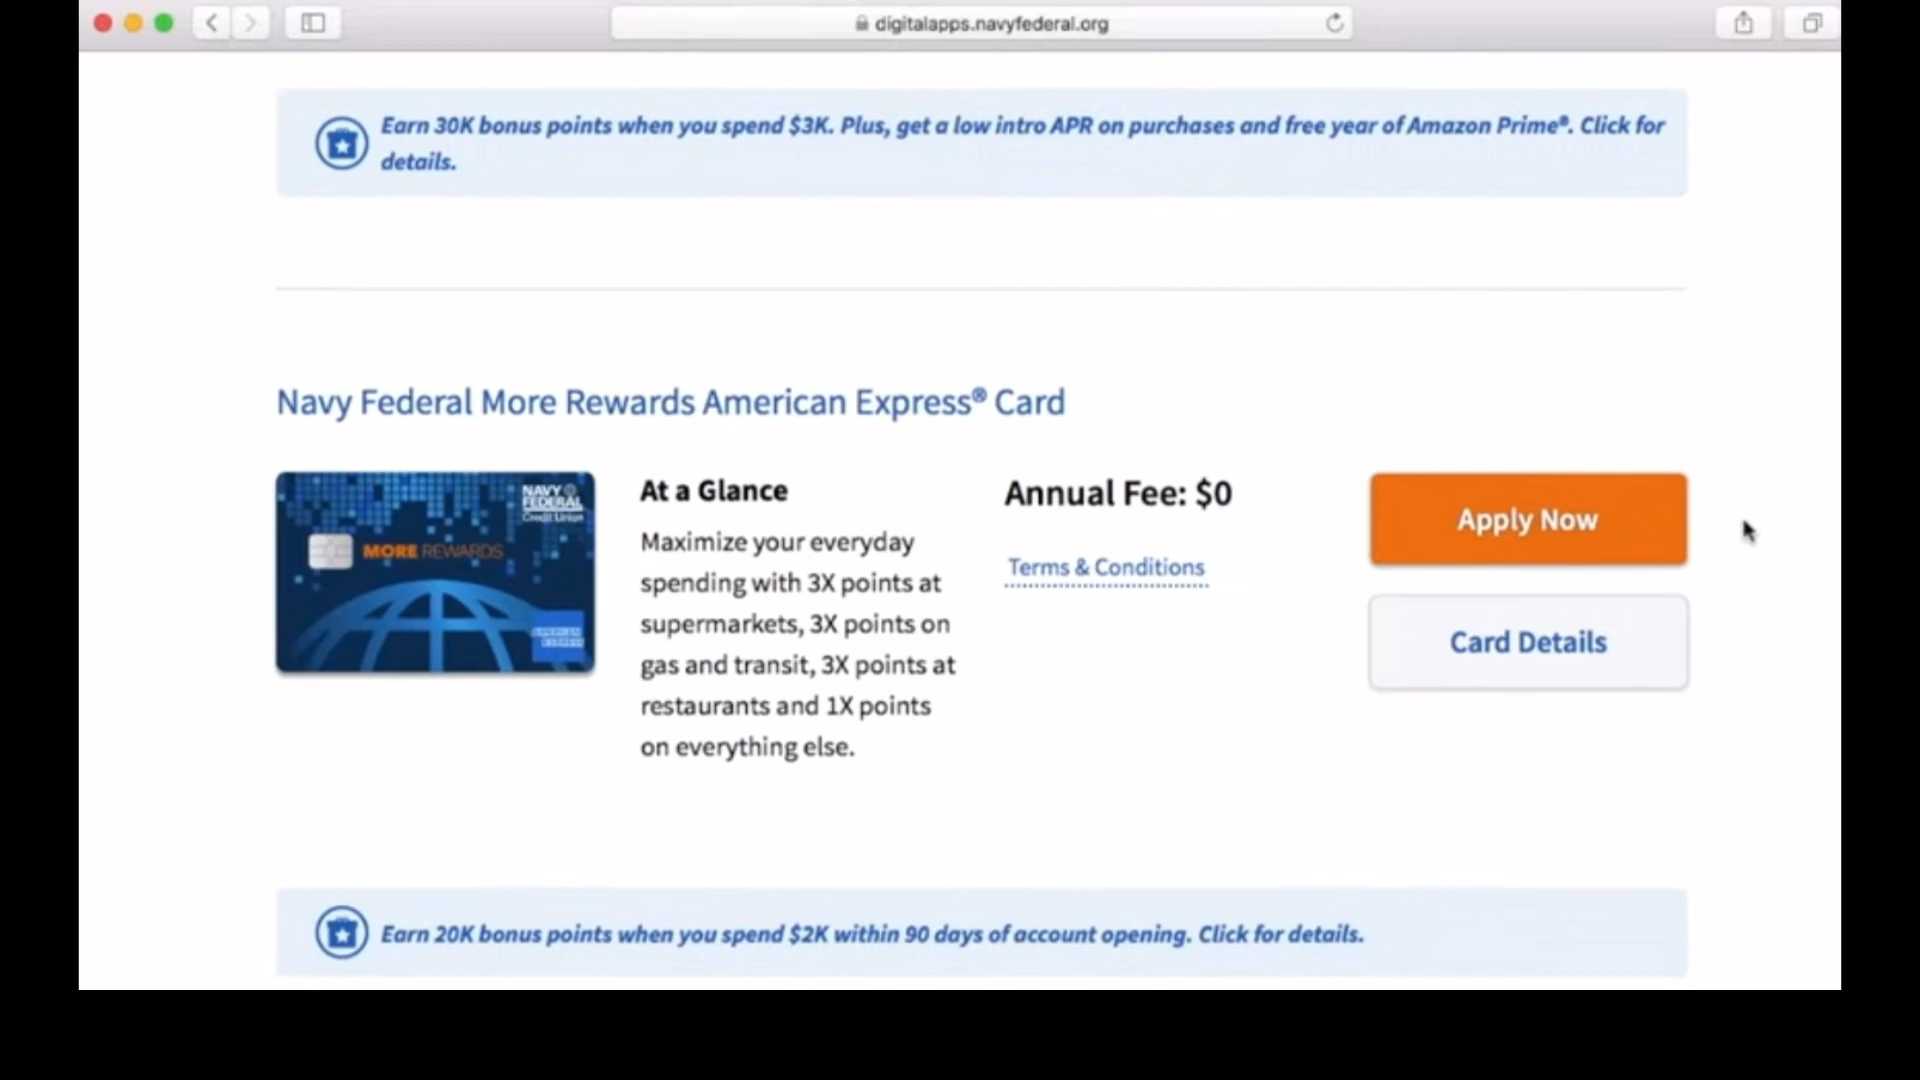 digitalapps.navyfederal.org
Earn 30K bonus points when you spend $3K. Plus, get a low intro APR on purchases and free year of Amazon Prime®. Click for
details.
Navy Federal More Rewards American Express® Card
NAVY
FEDERAL
Credit Union
MORE REWARDS
AMERICAN
EXPRESS
At a Glance
Maximize your everyday
spending with 3X points at
supermarkets, 3X points on
gas and transit, 3X points at
restaurants and 1X points
on everything else.
Annual Fee: $0
Terms & Conditions
Apply Now
Card Details
Earn 20K bonus points when you spend $2K within 90 days of account opening. Click for details.